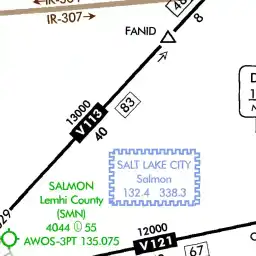 IR-307
FANID
8
13000
83
V113
40
SALT LAKE CITY
Salmon
132.4 338.3
SALMON
Lemhi County
(SMN)
4044 Ⓛ 55
AWOS-3PT 135.075
12000
V121
67